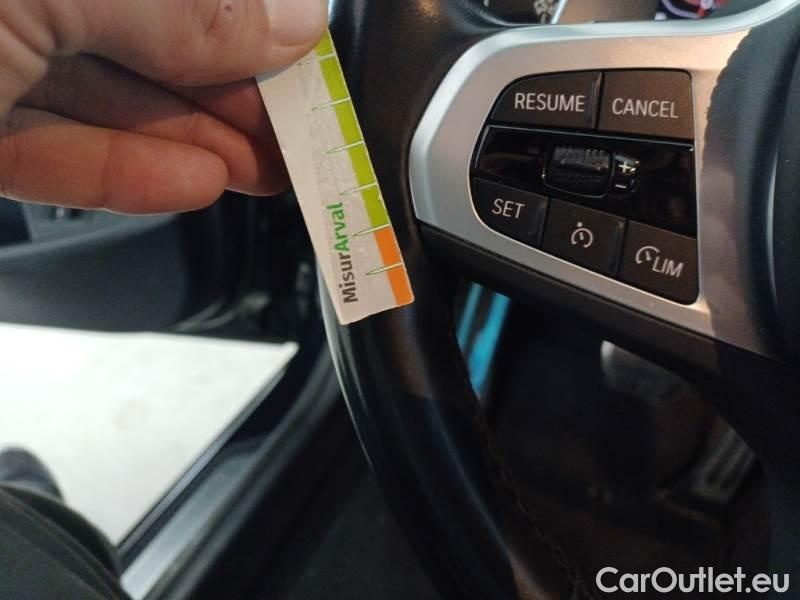 RESUME
CANCEL
+
-
SET
LIM
MisurArval
CarOutlet.eu